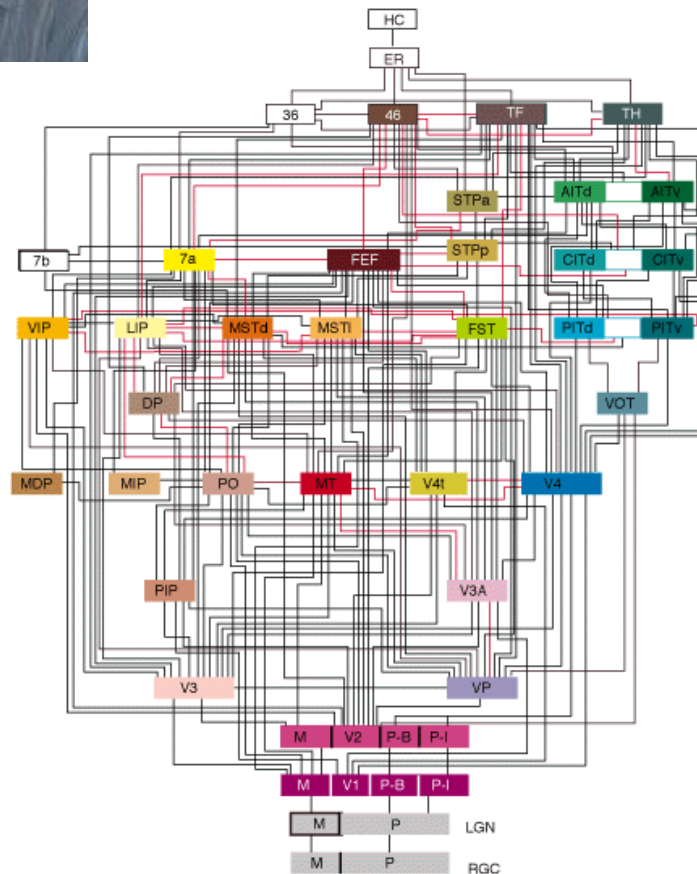 HC
ER
36 46 TF TH
STPa AITd AITv
7b 7a FEF STPp CITd CITv
VIP LIP MSTd MSTl FST PITd PITv
DP VOT
MDP MIP PO MT V4t V4
PIP V3A
V3 VP
M V2 P-B P-I
M V1 P-B P-I
M P LGN
M P RGC